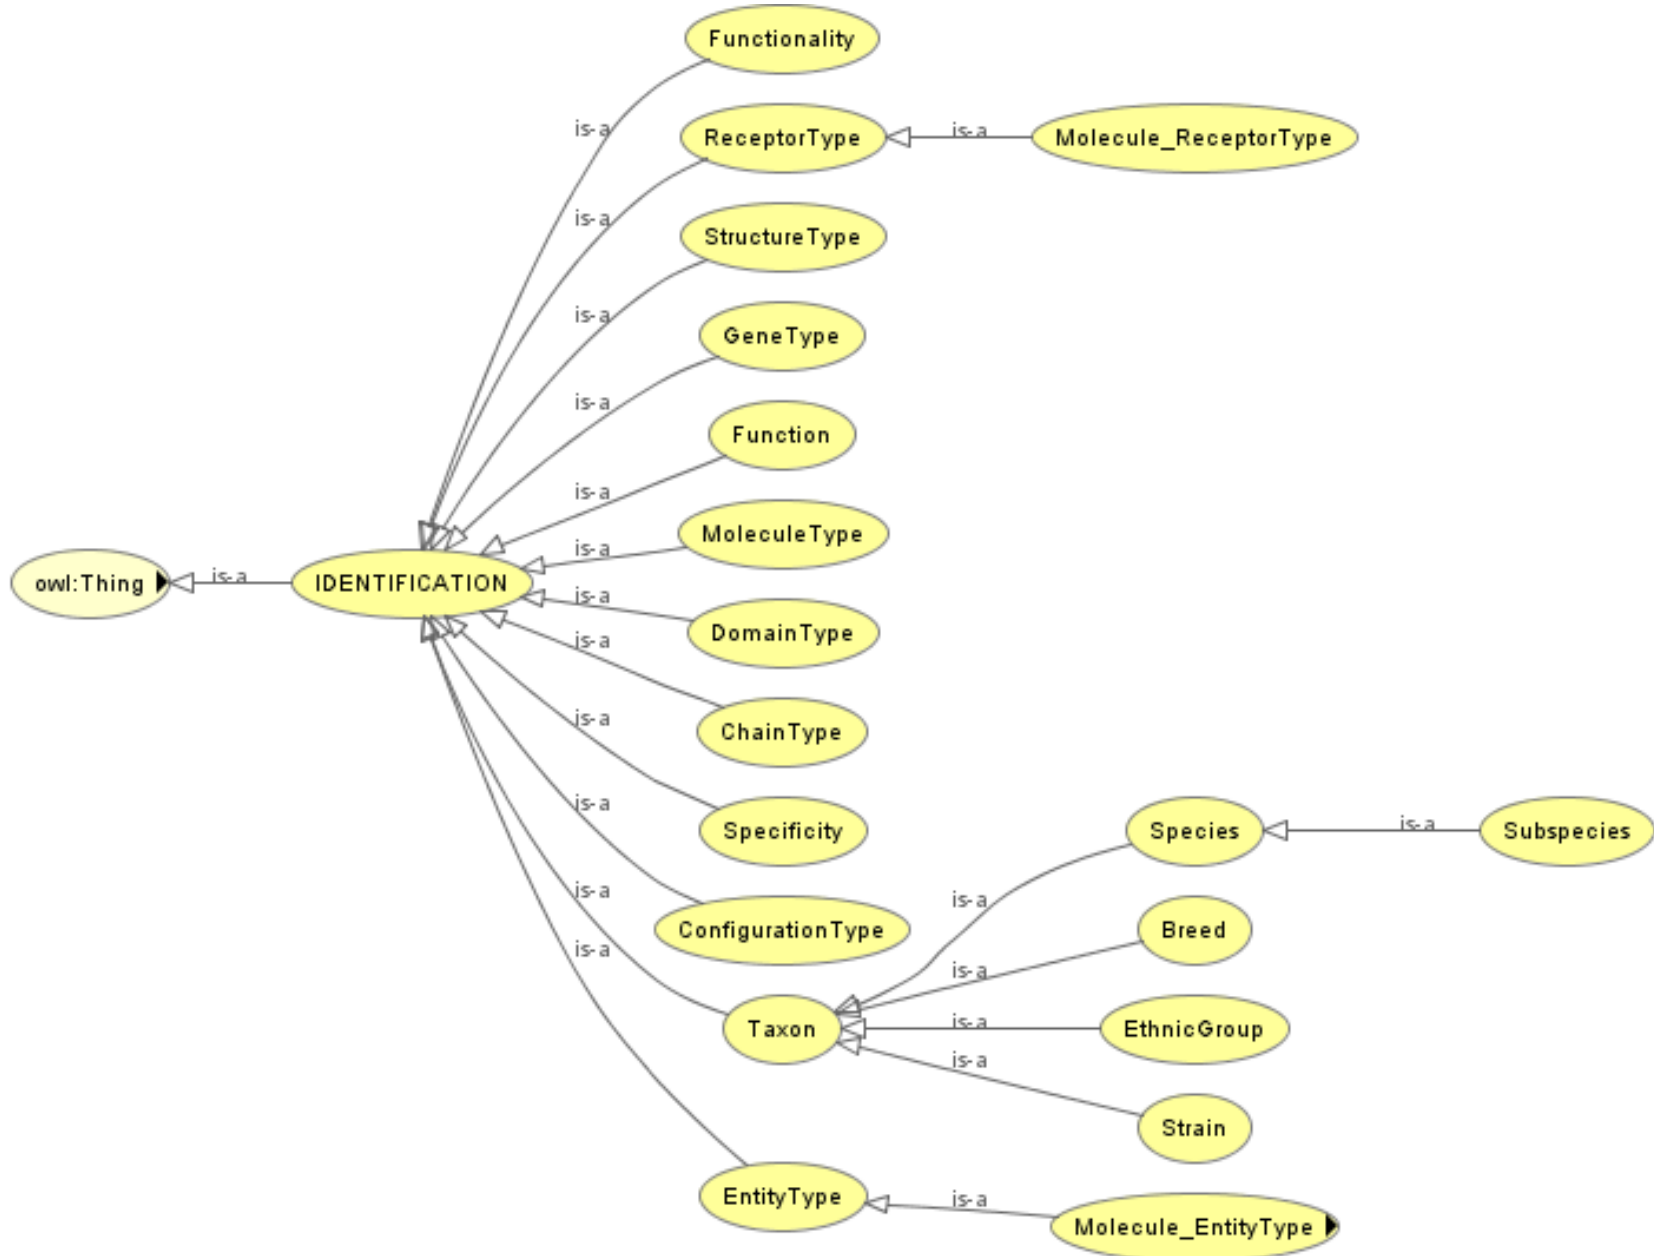 Functionality
is-a
ReceptorType
is-a
Molecule_ReceptorType
is-a
StructureType
is-a
GeneType
is-a
Function
is-a
MoleculeType
is-a
owl:Thing
is-a
IDENTIFICATION
is-a
DomainType
is-a
ChainType
is-a
Specificity
is-a
Species
is-a
Subspecies
is-a
ConfigurationType
is-a
Breed
is-a
is-a
Taxon
is-a
EthnicGroup
is-a
Strain
EntityType
is-a
Molecule_EntityType
is-a